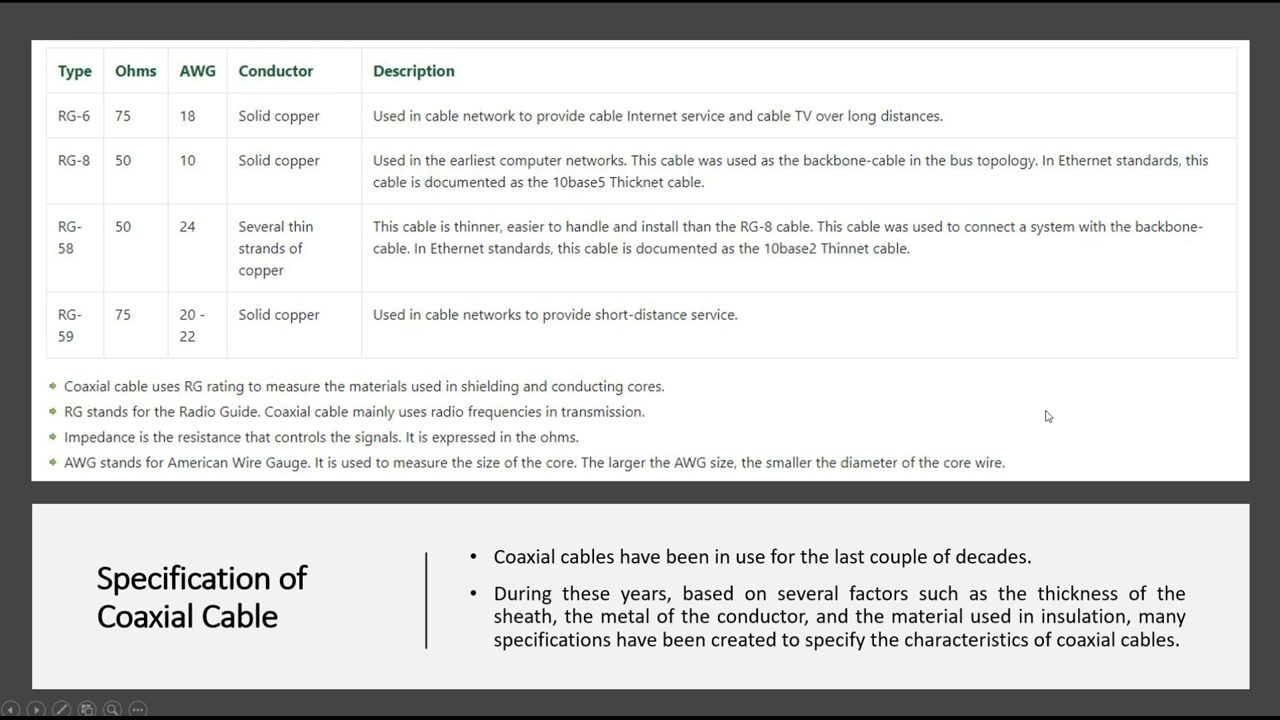 Type Ohms AWG Conductor Description
RG-6 75 18 Solid copper Used in cable network to provide cable Internet service and cable TV over long distances.
RG-8 50 10 Solid copper Used in the earliest computer networks. This cable was used as the backbone-cable in the bus topology. In Ethernet standards, this
cable is documented as the 10base5 Thicknet cable.
RG- 50 24 Several thin This cable is thinner, easier to handle and install than the RG-8 cable. This cable was used to connect a system with the backbone-
58 strands of cable. In Ethernet standards, this cable is documented as the 10base2 Thinnet cable.
copper
RG- 75 20 - Solid copper Used in cable networks to provide short-distance service.
59 22
Coaxial cable uses RG rating to measure the materials used in shielding and conducting cores.
RG stands for the Radio Guide. Coaxial cable mainly uses radio frequencies in transmission.
Impedance is the resistance that controls the signals. It is expressed in the ohms.
AWG stands for American Wire Gauge. It is used to measure the size of the core. The larger the AWG size, the smaller the diameter of the core wire.
Specification of
Coaxial Cable
• Coaxial cables have been in use for the last couple of decades.
• During these years, based on several factors such as the thickness of the
sheath, the metal of the conductor, and the material used in insulation, many
specifications have been created to specify the characteristics of coaxial cables.